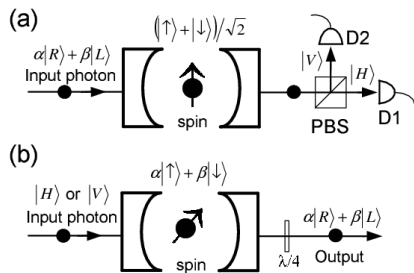 (a)
(|↑⟩+|↓⟩)/√2
D2
α|R⟩+β|L⟩
Input photon
|V⟩
|H⟩
spin
PBS
D1
(b)
α|↑⟩+β|↓⟩
|H⟩ or |V⟩
Input photon
α|R⟩+β|L⟩
spin
λ/4
Output